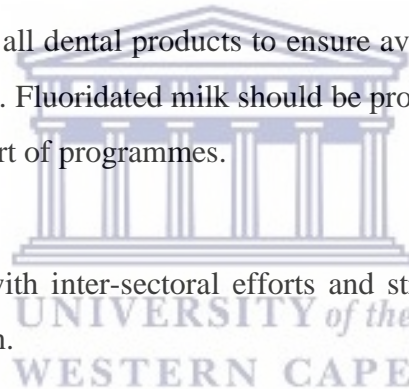 all dental products to ensure av
. Fluoridated milk should be pro
rt of programmes.
with inter-sectoral efforts and st
UNIVERSITY of the
n.
WESTERN CAPE